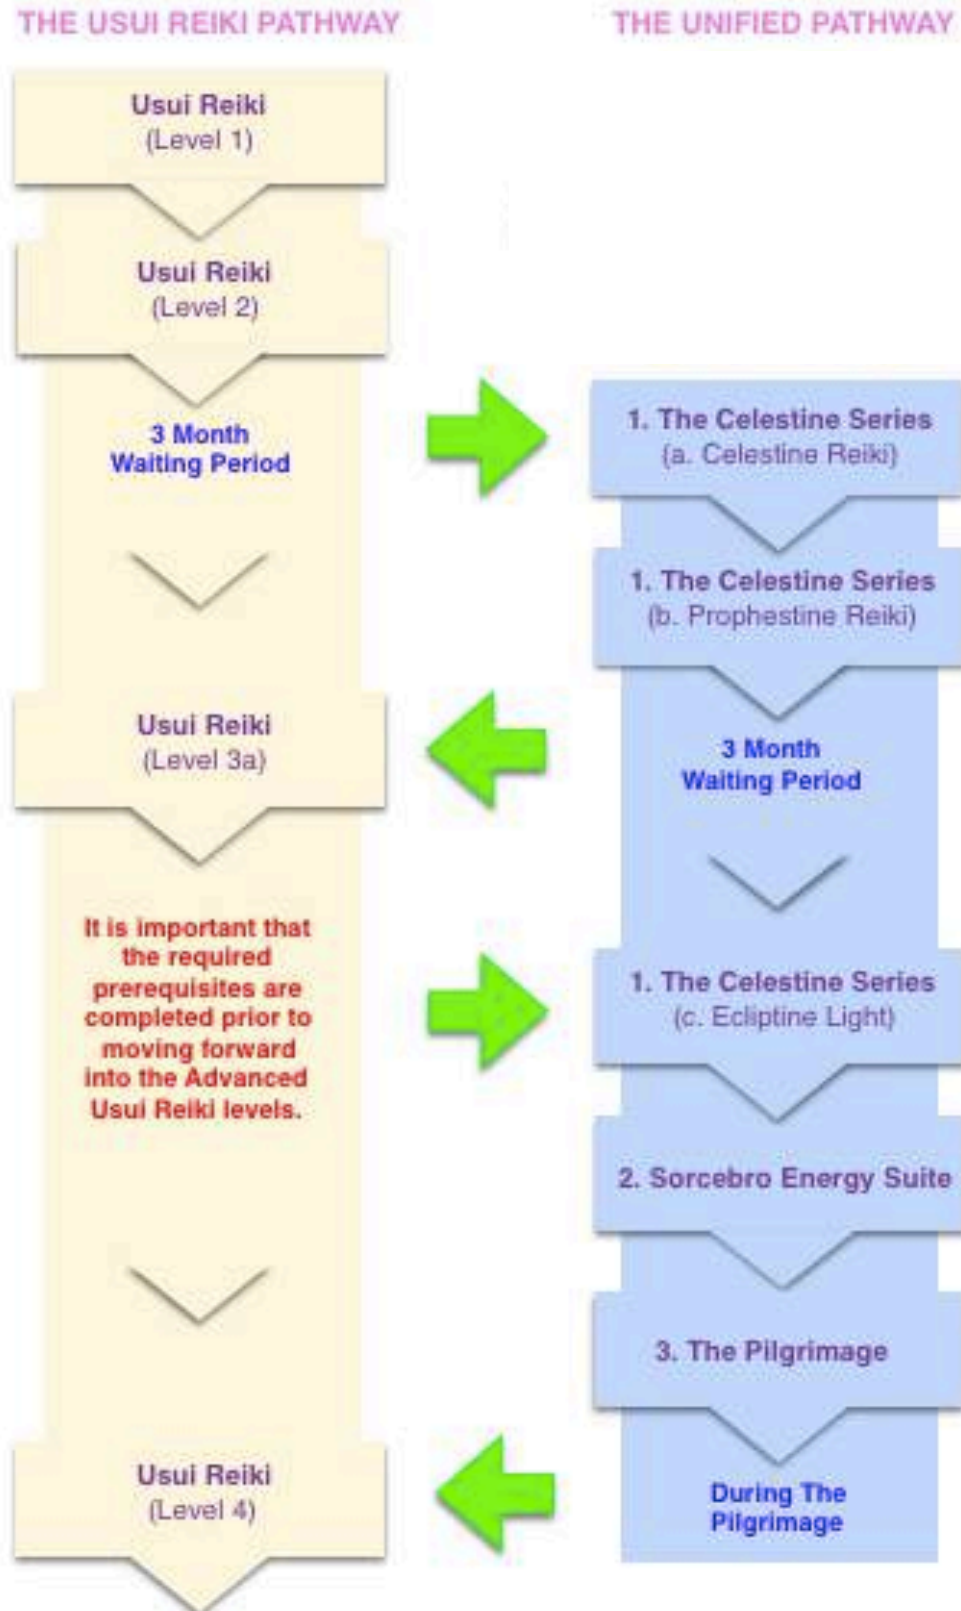 THE USUI REIKI PATHWAY
Usui Reiki
(Level 1)
Usui Reiki
(Level 2)
3 Month
Waiting Period
Usui Reiki
(Level 3a)
It is important that
the required
prerequisites are
completed prior to
moving forward
into the Advanced
Usui Reiki levels.
Usui Reiki
(Level 4)
THE UNIFIED PATHWAY
1. The Celestine Series
(a. Celestine Reiki)
1. The Celestine Series
(b. Prophestine Reiki)
3 Month
Waiting Period
1. The Celestine Series
(c. Ecliptine Light)
2. Sorcebro Energy Suite
3. The Pilgrimage
During The
Pilgrimage